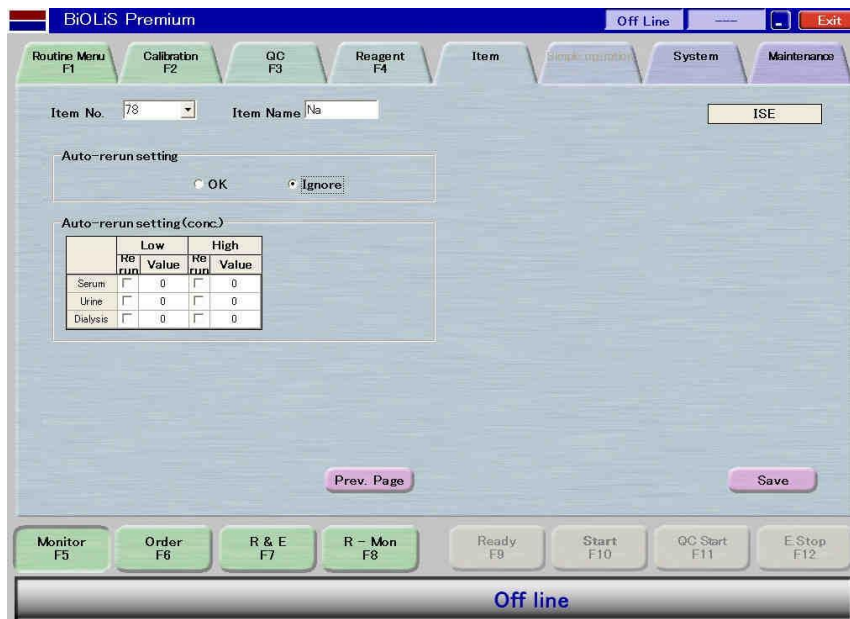 BiOLiS Premium
Off Line
----
Exit
Routine Menu
F1
Calibration
F2
QC
F3
Reagent
F4
Item
Simple operation
System
Maintenance
Item No. 78
Item Name Na
ISE
Auto-rerun setting
OK
Ignore
Auto-rerun setting(conc.)
Low High
Re run Value Re run Value
Serum 0 0
Urine 0 0
Dialysis 0 0
Prev. Page
Save
Monitor
F5
Order
F6
R & E
F7
R - Mon
F8
Ready
F9
Start
F10
QC Start
F11
E.Stop
F12
Off line